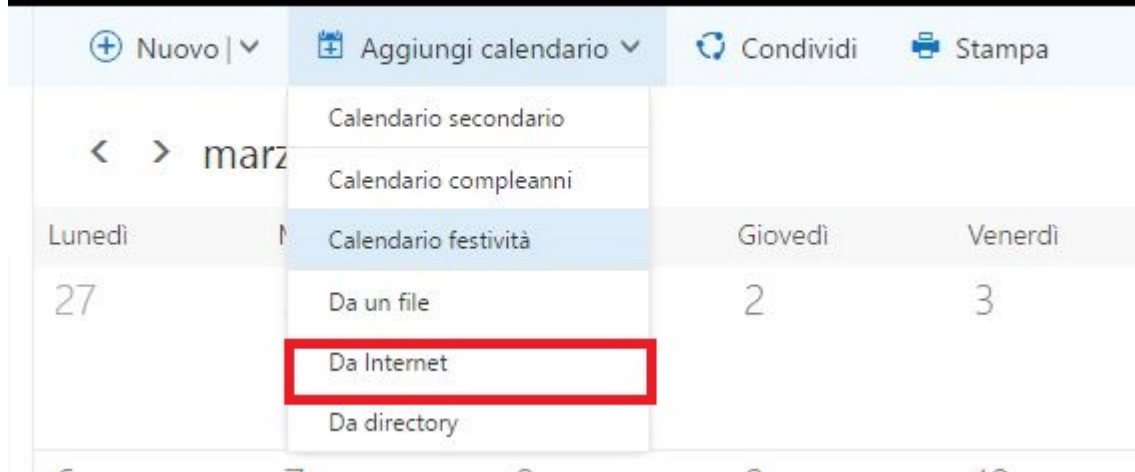 Nuovo | Aggiungi calendario Condividi Stampa
Calendario secondario
< > marz
Calendario compleanni
Lunedì Calendario festività Giovedì Venerdì
27 Da un file 2 3
Da Internet
Da directory